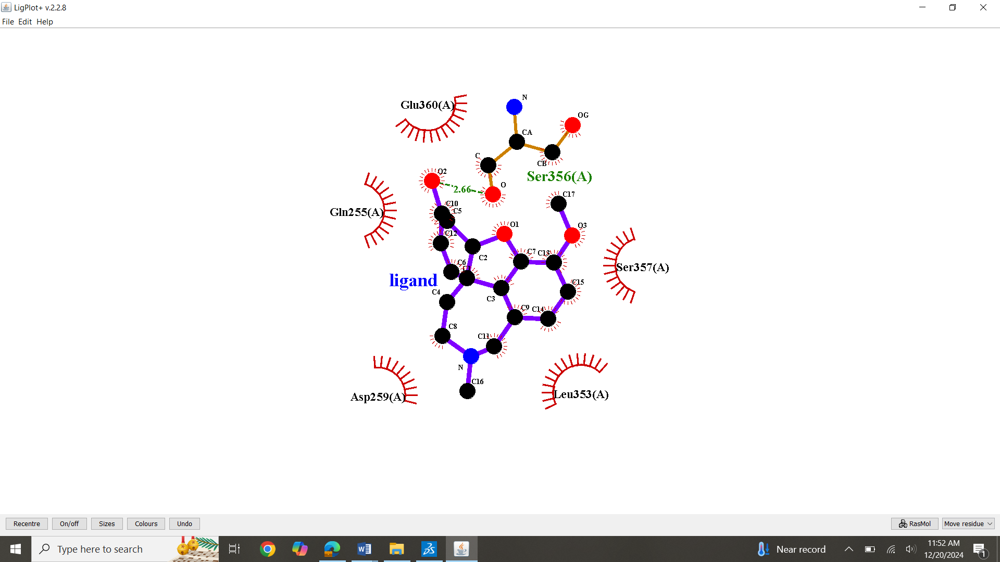 LigPlot+ v.2.2.8
File Edit Help
N
Glu360(A)
OG
CA
C
CB
O2
Ser356(A)
O
2.66
C17
C10
C5
Gln255(A)
O1
O3
C12
C7
C13
C2
C6
Ser357(A)
ligand
C15
C4
C3
C9
C14
C8
C11
N
C16
Leu353(A)
Asp259(A)
Recentre On/off Sizes Colours Undo RasMol Move residue
Type here to search
Near record
11:52 AM
12/20/2024
1